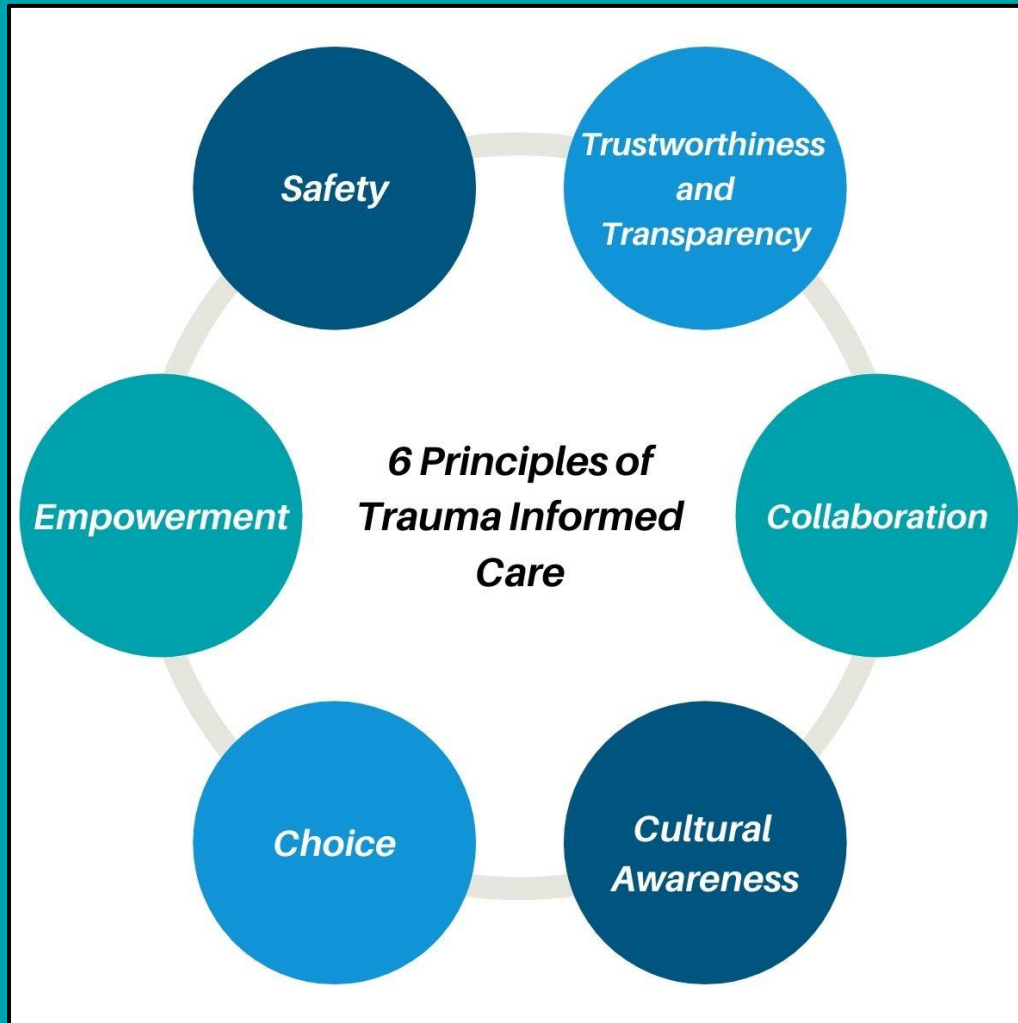 Safety
Trustworthiness
and
Transparency
Empowerment
6 Principles of
Trauma Informed
Care
Collaboration
Choice
Cultural
Awareness